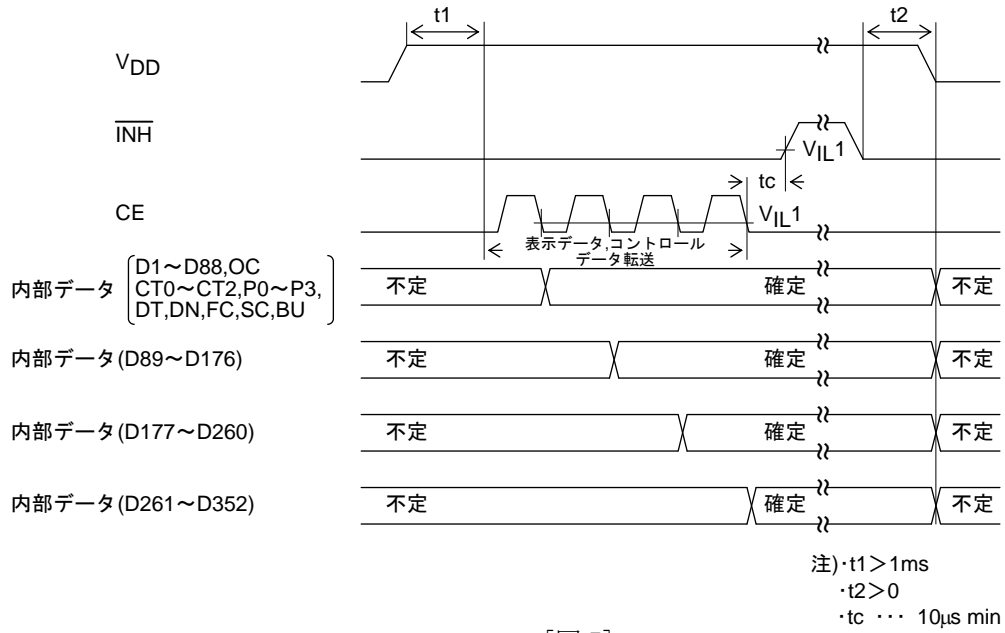 t1
t2
VDD
INH
VIL1
tc
CE
VIL1
表示データ,コントロール
データ転送
内部データ
D1～D88,OC
CT0～CT2,P0～P3,
DT,DN,FC,SC,BU
不定
確定
不定
内部データ(D89～D176)
不定
確定
不定
内部データ(D177～D260)
不定
確定
不定
内部データ(D261～D352)
不定
確定
不定
注)･t1＞1ms
･t2＞0
･tc ･･･ 10μs min